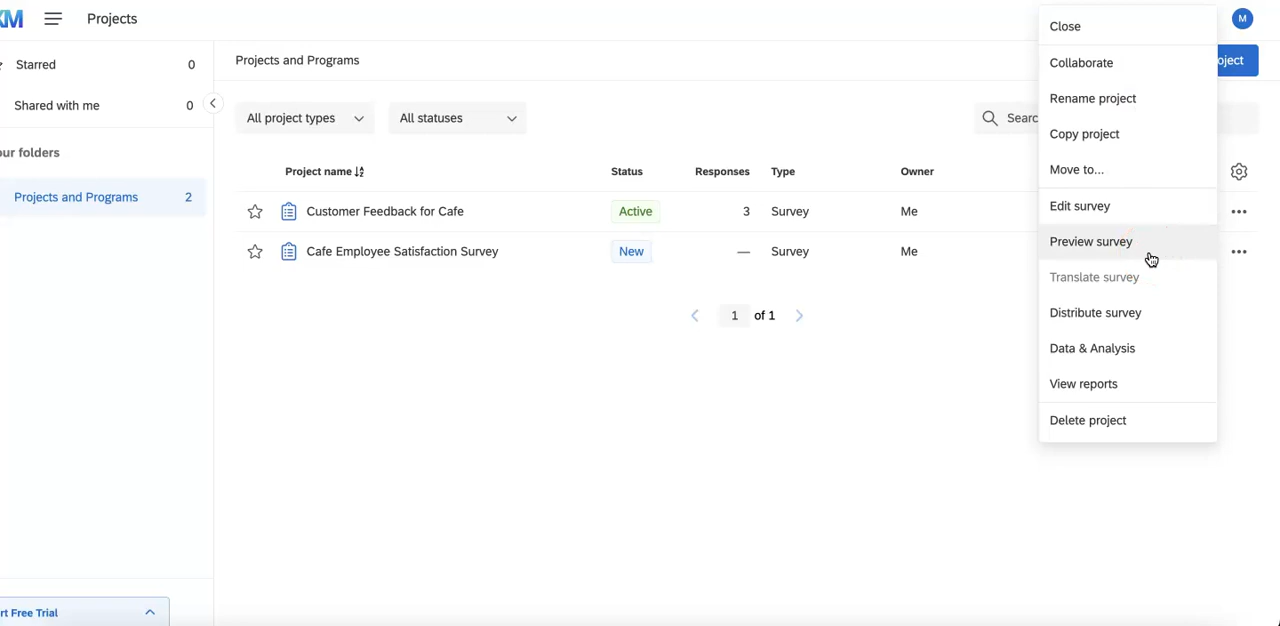 XM
Projects
M
Starred 0
Shared with me 0
our folders
Projects and Programs 2
rt Free Trial
Projects and Programs
oject
All project types
All statuses
Searc
Project name Status Responses Type Owner
Customer Feedback for Cafe Active 3 Survey Me
Cafe Employee Satisfaction Survey New — Survey Me
1 of 1
Close
Collaborate
Rename project
Copy project
Move to...
Edit survey
Preview survey
Translate survey
Distribute survey
Data & Analysis
View reports
Delete project